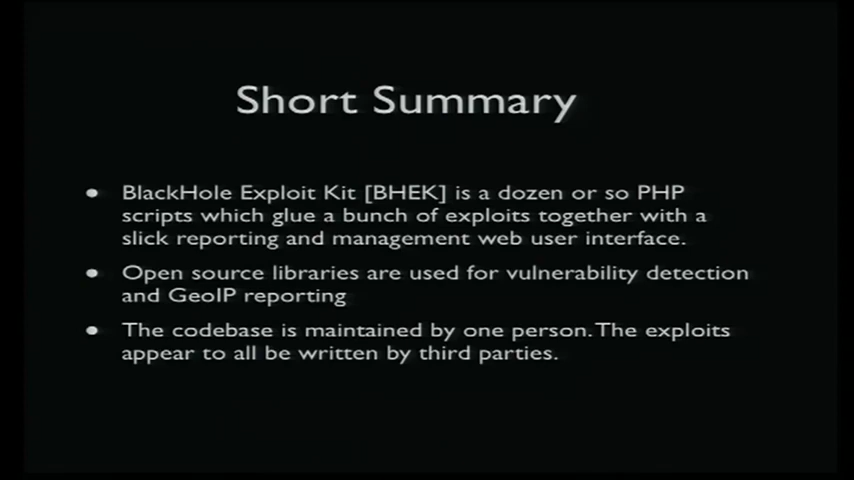 Short Summary
• BlackHole Exploit Kit [BHEK] is a dozen or so PHP
scripts which glue a bunch of exploits together with a
slick reporting and management web user interface.
• Open source libraries are used for vulnerability detection
and GeoIP reporting
• The codebase is maintained by one person. The exploits
appear to all be written by third parties.